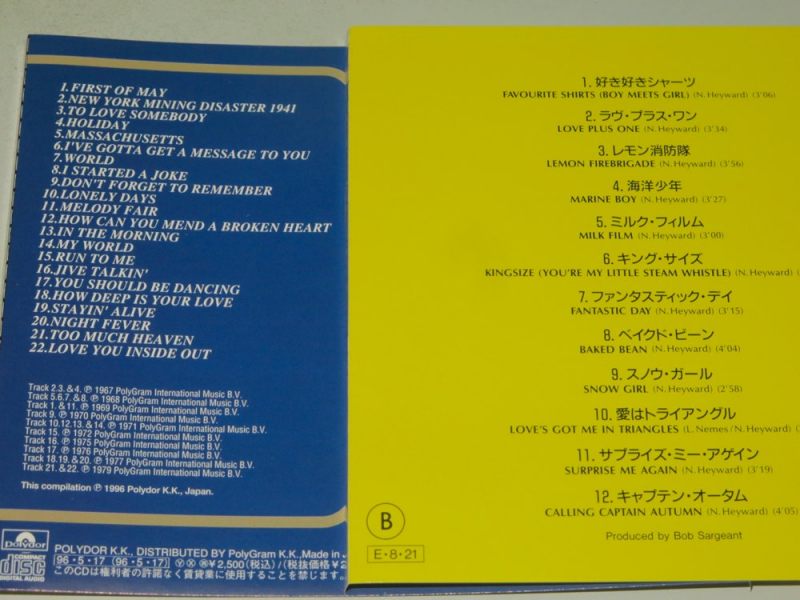 1.FIRST OF MAY
2.NEW YORK MINING DISASTER 1941
3.TO LOVE SOMEBODY
4.HOLIDAY
5.MASSACHUSETTS
6.I'VE GOTTA GET A MESSAGE TO YOU
7.WORLD
8.I STARTED A JOKE
9.DON'T FORGET TO REMEMBER
10.LONELY DAYS
11.MELODY FAIR
12.HOW CAN YOU MEND A BROKEN HEART
13.IN THE MORNING
14.MY WORLD
15.RUN TO ME
16.JIVE TALKIN'
17.YOU SHOULD BE DANCING
18.HOW DEEP IS YOUR LOVE
19.STAYIN' ALIVE
20.NIGHT FEVER
21.TOO MUCH HEAVEN
22.LOVE YOU INSIDE OUT
Track 2.3.&4. ℗ 1967 PolyGram International Music B.V.
Track 5.6.7.&8. ℗ 1968 PolyGram International Music B.V.
Track 1.&11. ℗ 1969 PolyGram International Music B.V.
Track 9. ℗ 1970 PolyGram International Music B.V.
Track 10.12.13.&14. ℗ 1971 PolyGram International Music B.V.
Track 15. ℗ 1972 PolyGram International Music B.V.
Track 16. ℗ 1975 PolyGram International Music B.V.
Track 17. ℗ 1976 PolyGram International Music B.V.
Track 18.19.&20. ℗ 1977 PolyGram International Music B.V.
Track 21.&22. ℗ 1979 PolyGram International Music B.V.
This compilation ℗ 1996 Polydor K.K., Japan.
polydor
POLYDOR K.K., DISTRIBUTED BY PolyGram K.K.,Made in
COMPACT disc DIGITAL AUDIO
96・5・17 (96・5・17) Ⓨ Ⓧ ¥2,500(税込)/(税抜価格¥2
このCDは権利者の許諾なく賃貸業に使用することを禁じます。
1. 好き好きシャーツ
FAVOURITE SHIRTS (BOY MEETS GIRL) (N.Heyward) (3'06)
2. ラヴ・プラス・ワン
LOVE PLUS ONE (N.Heyward) (3'34)
3. レモン消防隊
LEMON FIREBRIGADE (N.Heyward) (3'56)
4. 海洋少年
MARINE BOY (N.Heyward) (3'27)
5. ミルク・フィルム
MILK FILM (N.Heyward) (3'00)
6. キング・サイズ
KINGSIZE (YOU'RE MY LITTLE STEAM WHISTLE) (N.Heyward) (
7. ファンタスティック・デイ
FANTASTIC DAY (N.Heyward) (3'15)
8. ベイクド・ビーン
BAKED BEAN (N.Heyward) (4'04)
9. スノウ・ガール
SNOW GIRL (N.Heyward) (2'58)
10. 愛はトライアングル
LOVE'S GOT ME IN TRIANGLES (L.Nemes/N.Heyward) (
11. サプライズ・ミー・アゲイン
SURPRISE ME AGAIN (N.Heyward) (3'19)
12. キャプテン・オータム
CALLING CAPTAIN AUTUMN (N.Heyward) (4'05)
Produced by Bob Sargeant
B
E・8・21